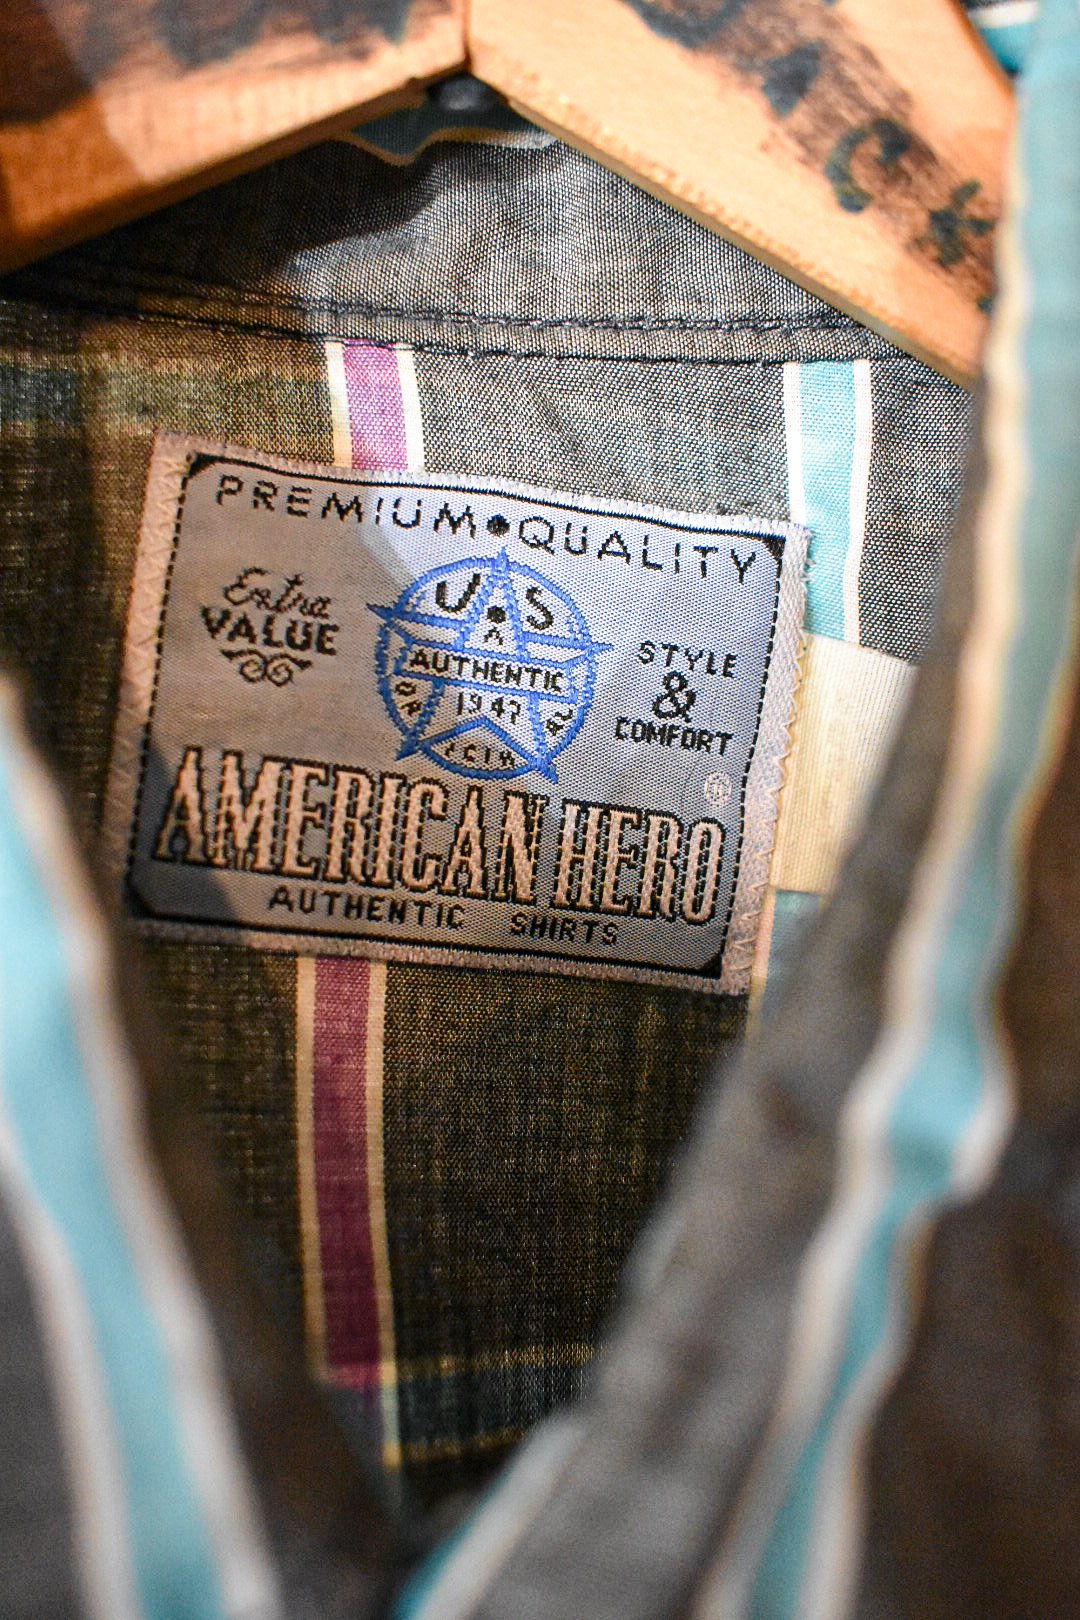 PREMIUM•QUALITY
Extra
VALUE
U.S
A
AUTHENTIC
1947
STYLE
&
COMFORT
®
AMERICAN HERO
AUTHENTIC SHIRTS